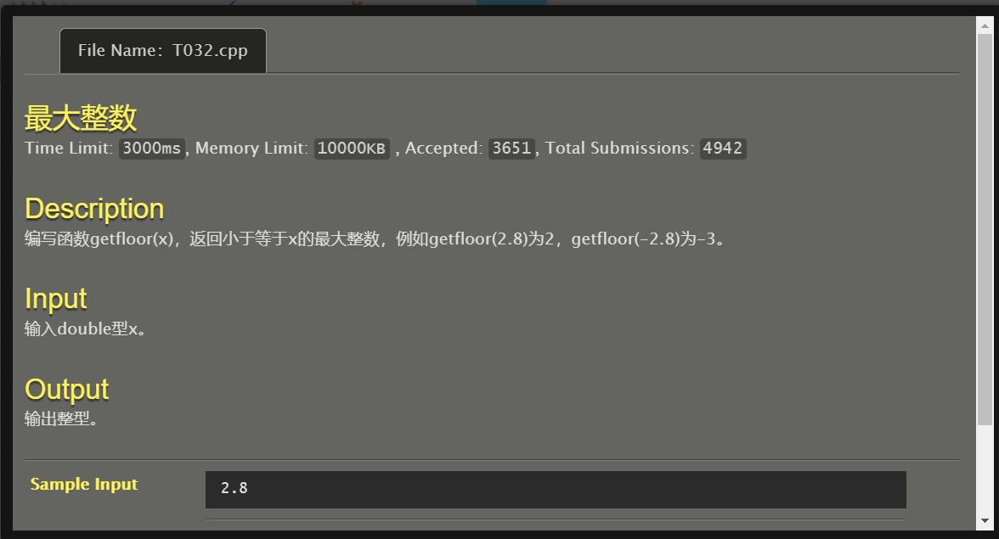 File Name: T032.cpp
最大整数
Time Limit: 3000ms, Memory Limit: 10000KB , Accepted: 3651, Total Submissions: 4942
Description
编写函数getfloor(x)，返回小于等于x的最大整数，例如getfloor(2.8)为2，getfloor(-2.8)为-3。
Input
输入double型x。
Output
输出整型。
Sample Input
2.8